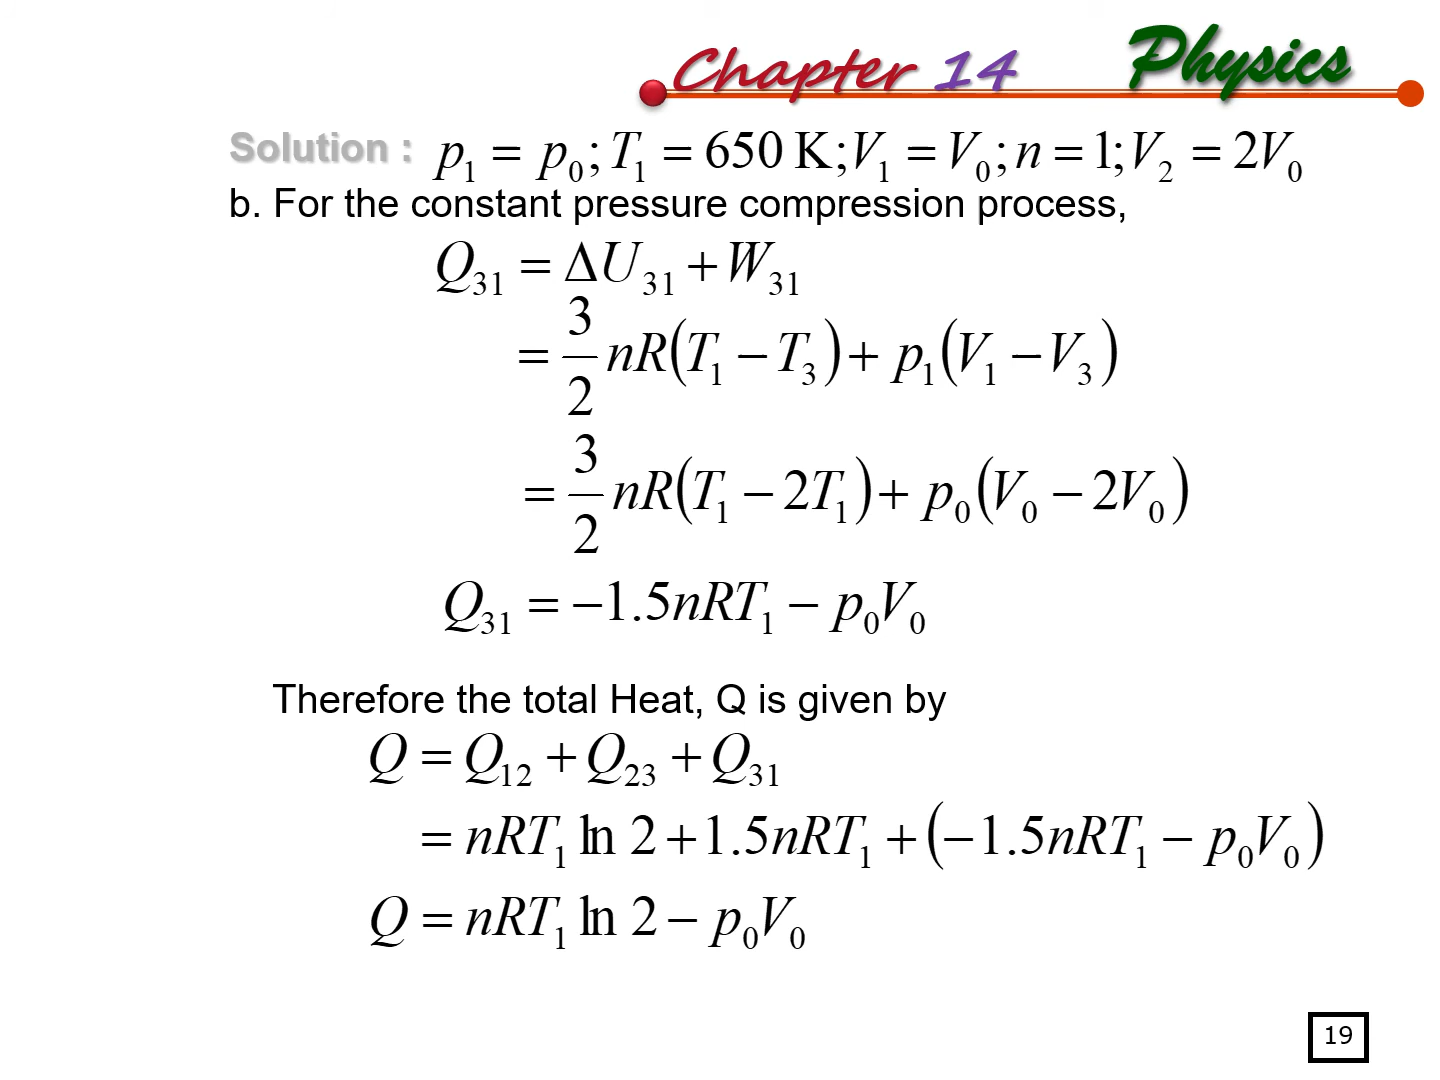 Chapter 14 Physics
Solution : p₁ = p₀; T₁ = 650 K; V₁ = V₀; n = 1; V₂ = 2V₀
b. For the constant pressure compression process,
Q₃₁ = ΔU₃₁ + W₃₁
= 3/2 nR(T₁ − T₃) + p₁(V₁ − V₃)
= 3/2 nR(T₁ − 2T₁) + p₀(V₀ − 2V₀)
Q₃₁ = −1.5nRT₁ − p₀V₀
Therefore the total Heat, Q is given by
Q = Q₁₂ + Q₂₃ + Q₃₁
= nRT₁ ln 2 + 1.5nRT₁ + (−1.5nRT₁ − p₀V₀)
Q = nRT₁ ln 2 − p₀V₀
19